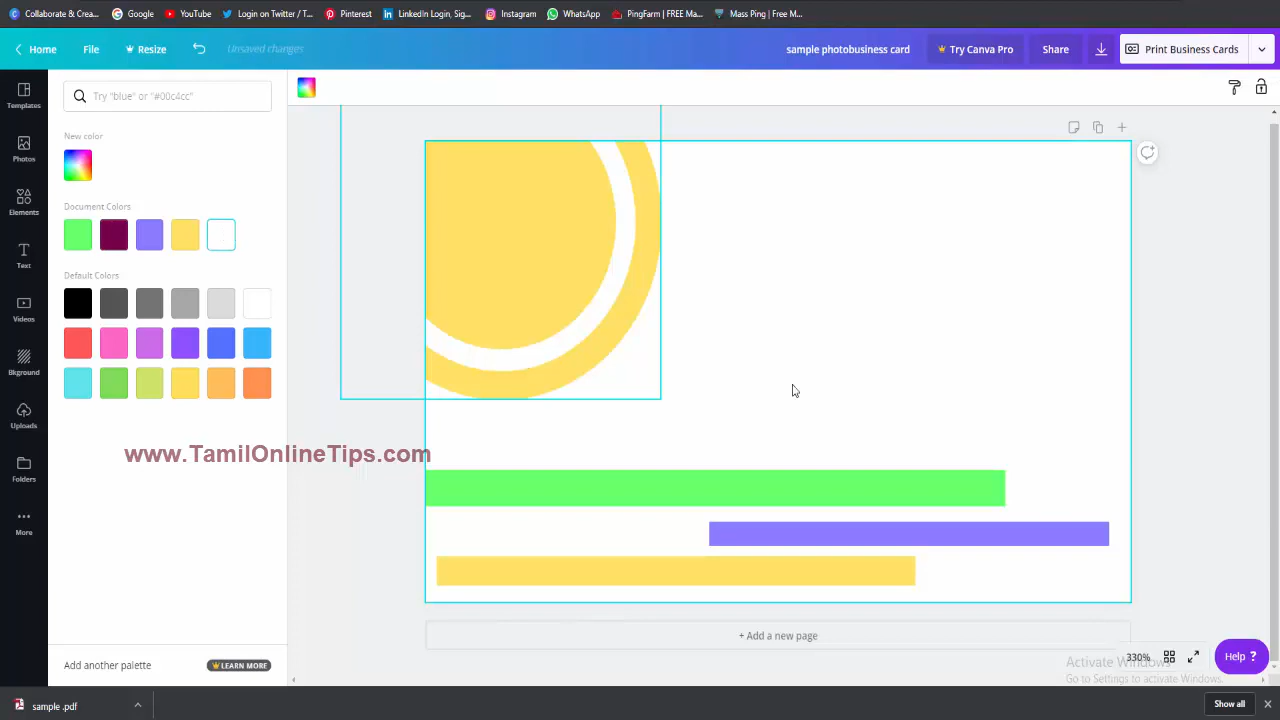 Collaborate & Crea...
Google
YouTube
Login on Twitter / T...
Pinterest
LinkedIn Login, Sig...
Instagram
WhatsApp
PingFarm | FREE Ma...
Mass Ping | Free M...
Home
File
Resize
Unsaved changes
sample photobusiness card
Try Canva Pro
Share
Print Business Cards
Templates
Photos
Elements
Text
Videos
Bkground
Uploads
Folders
More
Try "blue" or "#00c4cc"
New color
Document Colors
Default Colors
www.TamilOnlineTips.com
+ Add a new page
Add another palette
LEARN MORE
330%
Help ?
Activate Windows
Go to Settings to activate Windows.
sample .pdf
Show all